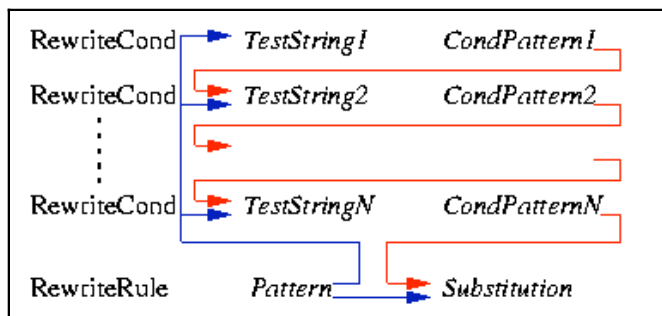 RewriteCond TestString1 CondPattern1
RewriteCond TestString2 CondPattern2
RewriteCond TestStringN CondPatternN
RewriteRule Pattern Substitution